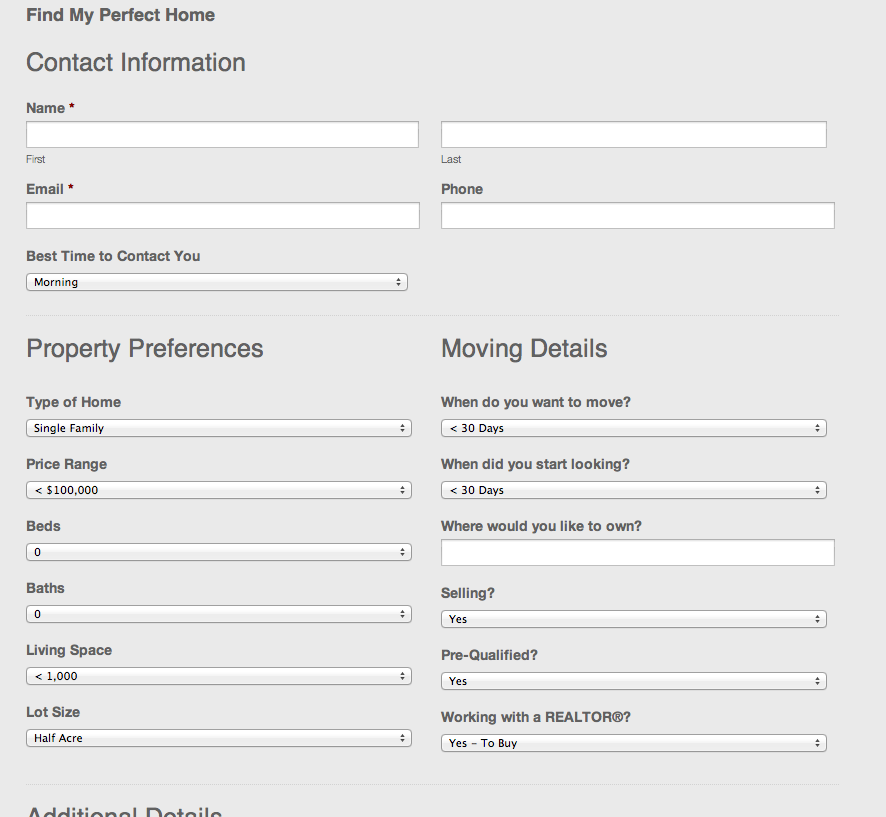 Find My Perfect Home
Contact Information
Name *
First
Last
Email *
Phone
Best Time to Contact You
Morning
Property Preferences
Type of Home
Single Family
Price Range
< $100,000
Beds
0
Baths
0
Living Space
< 1,000
Lot Size
Half Acre
Moving Details
When do you want to move?
< 30 Days
When did you start looking?
< 30 Days
Where would you like to own?
Selling?
Yes
Pre-Qualified?
Yes
Working with a REALTOR®?
Yes – To Buy
Additional Details